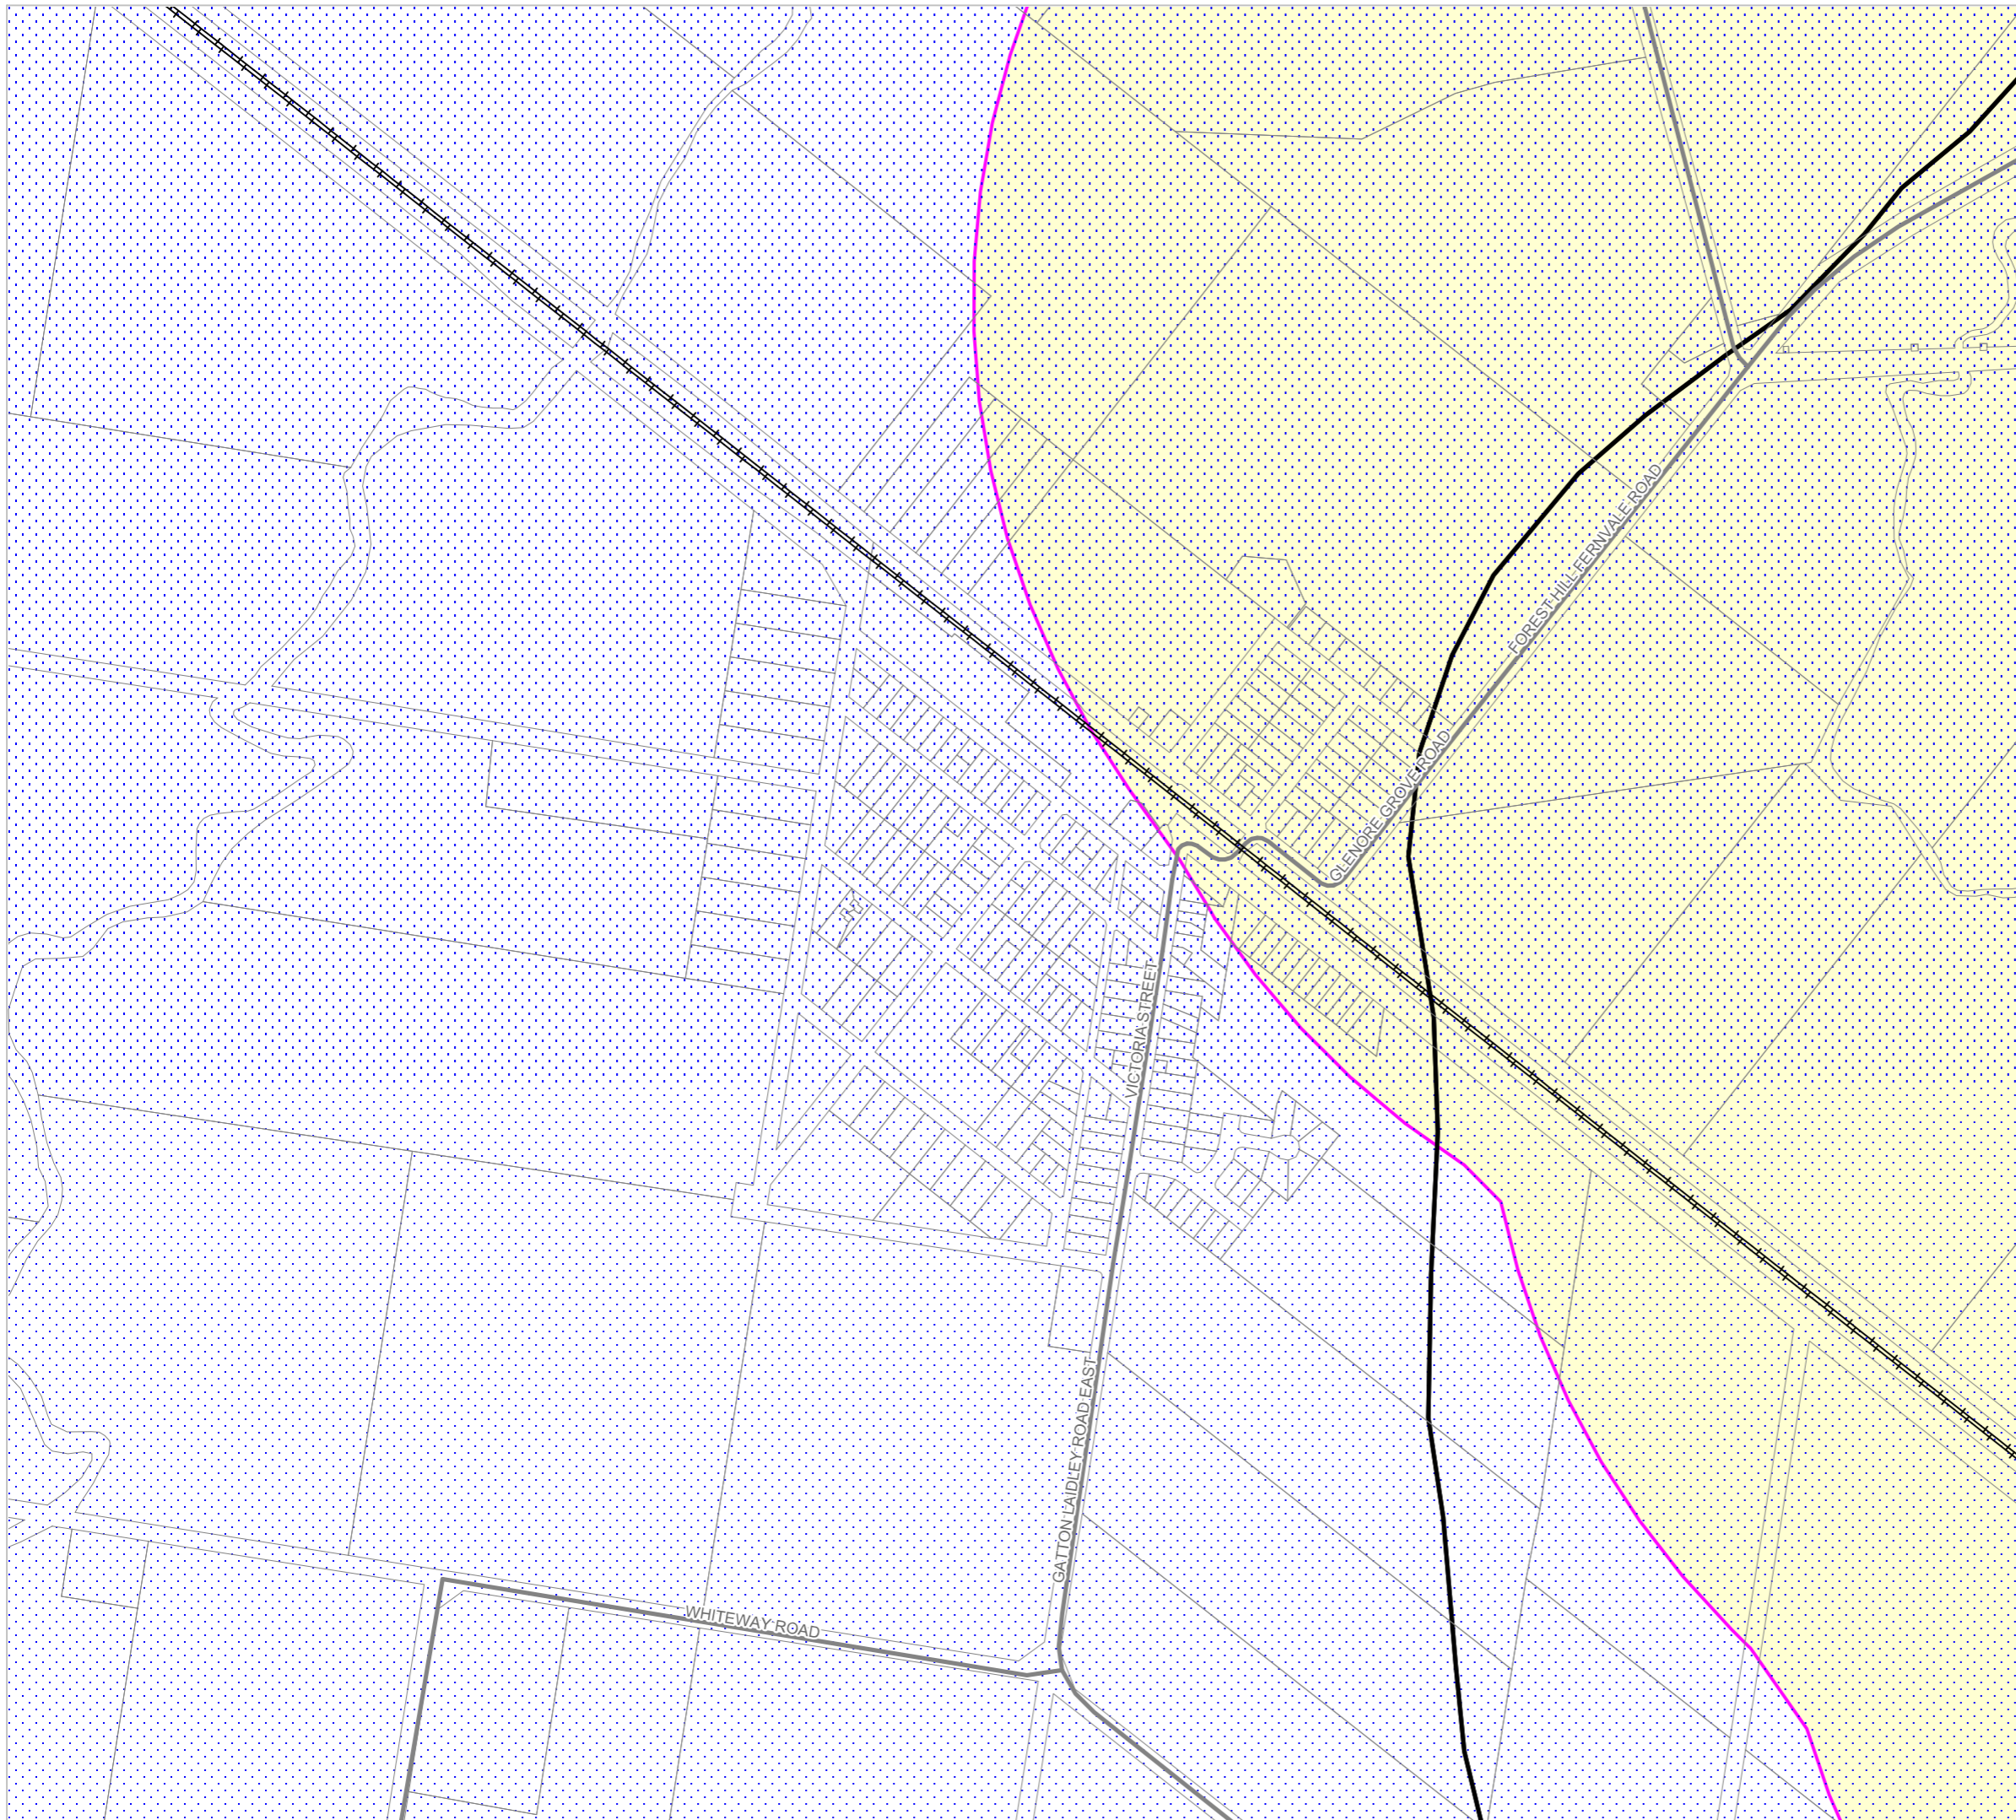 FOREST HILL FERNVALE ROAD
GLENORE GROVE ROAD
VICTORIA STREET
GATTON LAIDLEY ROAD EAST
WHITEWAY ROAD